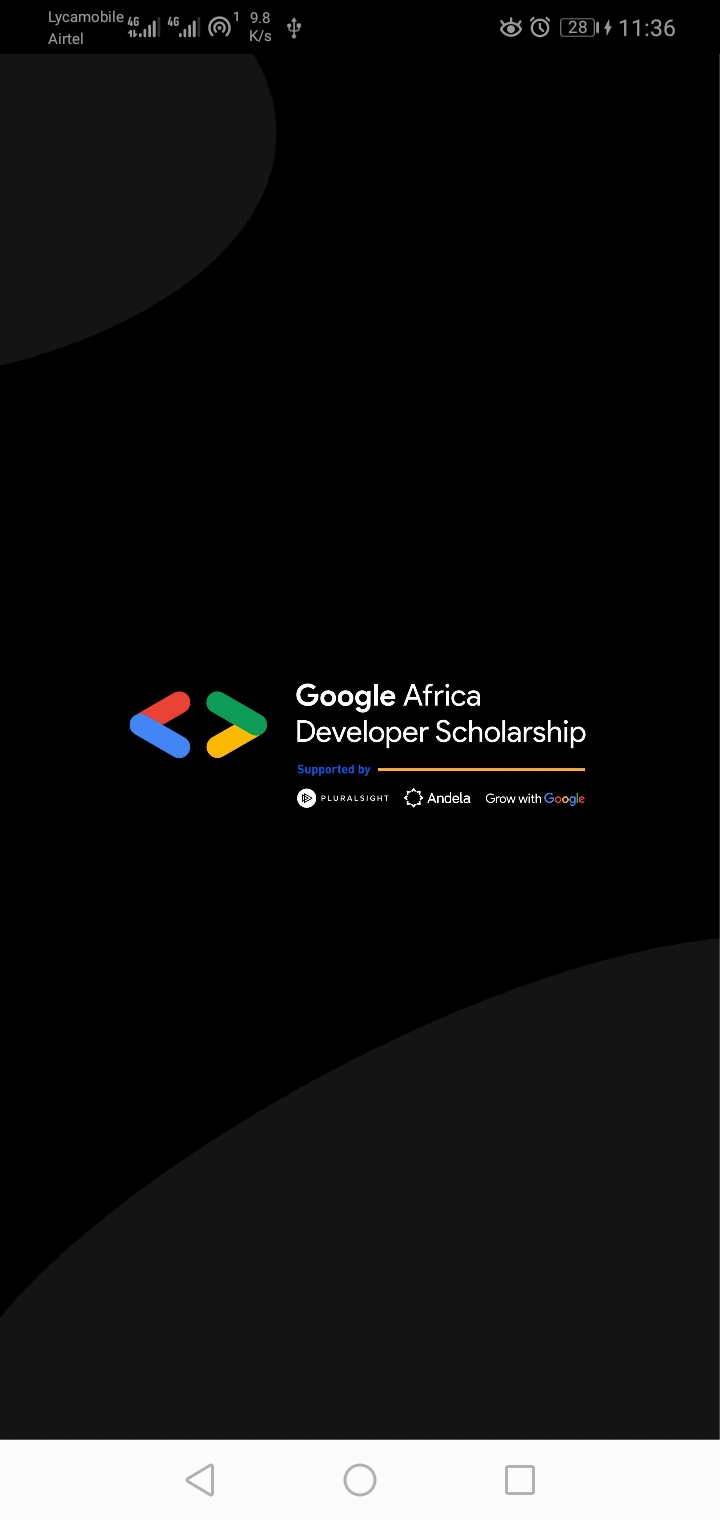 Lycamobile 4G 4G 1 9.8 28 11:36
Airtel K/s
Google Africa
Developer Scholarship
Supported by
PLURALSIGHT Andela Grow with Google